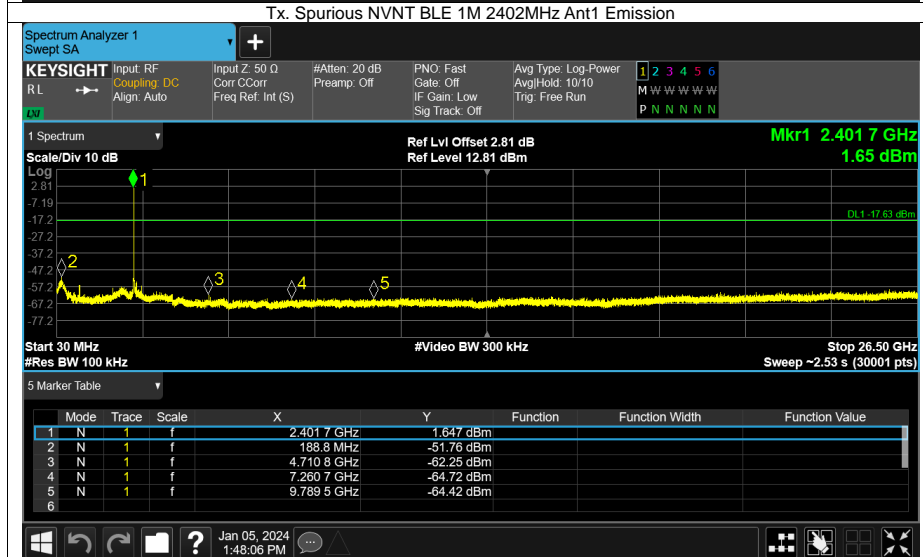 Tx. Spurious NVNT BLE 1M 2402MHz Ant1 Emission
Spectrum Analyzer 1
Swept SA
+
KEYSIGHT
RL
LXI
Input: RF
Coupling: DC
Align: Auto
Input Z: 50 Ω
Corr CCorr
Freq Ref: Int (S)
#Atten: 20 dB
Preamp: Off
PNO: Fast
Gate: Off
IF Gain: Low
Sig Track: Off
Avg Type: Log-Power
Avg|Hold: 10/10
Trig: Free Run
1 2 3 4 5 6
M W W W W W
P N N N N N
1 Spectrum
Scale/Div 10 dB
Ref Lvl Offset 2.81 dB
Ref Level 12.81 dBm
Mkr1 2.401 7 GHz
1.65 dBm
Log
2.81
-7.19
-17.2
-27.2
-37.2
-47.2
-57.2
-67.2
-77.2
1
2
3
4
5
DL1 -17.63 dBm
Start 30 MHz
#Video BW 300 kHz
Stop 26.50 GHz
#Res BW 100 kHz
Sweep ~2.53 s (30001 pts)
5 Marker Table
Mode Trace Scale X Y Function Function Width Function Value
1 N 1 f 2.401 7 GHz 1.647 dBm
2 N 1 f 188.8 MHz -51.76 dBm
3 N 1 f 4.710 8 GHz -62.25 dBm
4 N 1 f 7.260 7 GHz -64.72 dBm
5 N 1 f 9.789 5 GHz -64.42 dBm
6
?
Jan 05, 2024
1:48:06 PM